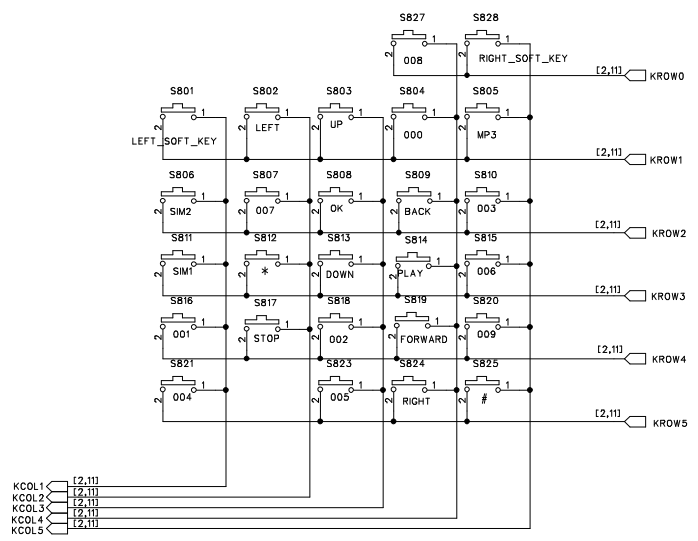 S827 S828
1 1
2 008 2 RIGHT_SOFT_KEY
[2,11] KROW0
S801 S802 S803 S804 S805
1 1 1 1 1
2 LEFT_SOFT_KEY 2 LEFT 2 UP 2 000 2 MP3
[2,11] KROW1
S806 S807 S808 S809 S810
1 1 1 1 1
2 SIM2 2 007 2 OK 2 BACK 2 003
[2,11] KROW2
S811 S812 S813 S814 S815
1 1 1 1 1
2 SIM1 2 * 2 DOWN 2 PLAY 2 006
[2,11] KROW3
S816 S817 S818 S819 S820
1 1 1 1 1
2 001 2 STOP 2 002 2 FORWARD 2 009
[2,11] KROW4
S821 S823 S824 S825
1 1 1 1
2 004 2 005 2 RIGHT 2 #
[2,11] KROW5
KCOL1 [2,11]
KCOL2 [2,11]
KCOL3 [2,11]
KCOL4 [2,11]
KCOL5 [2,11]